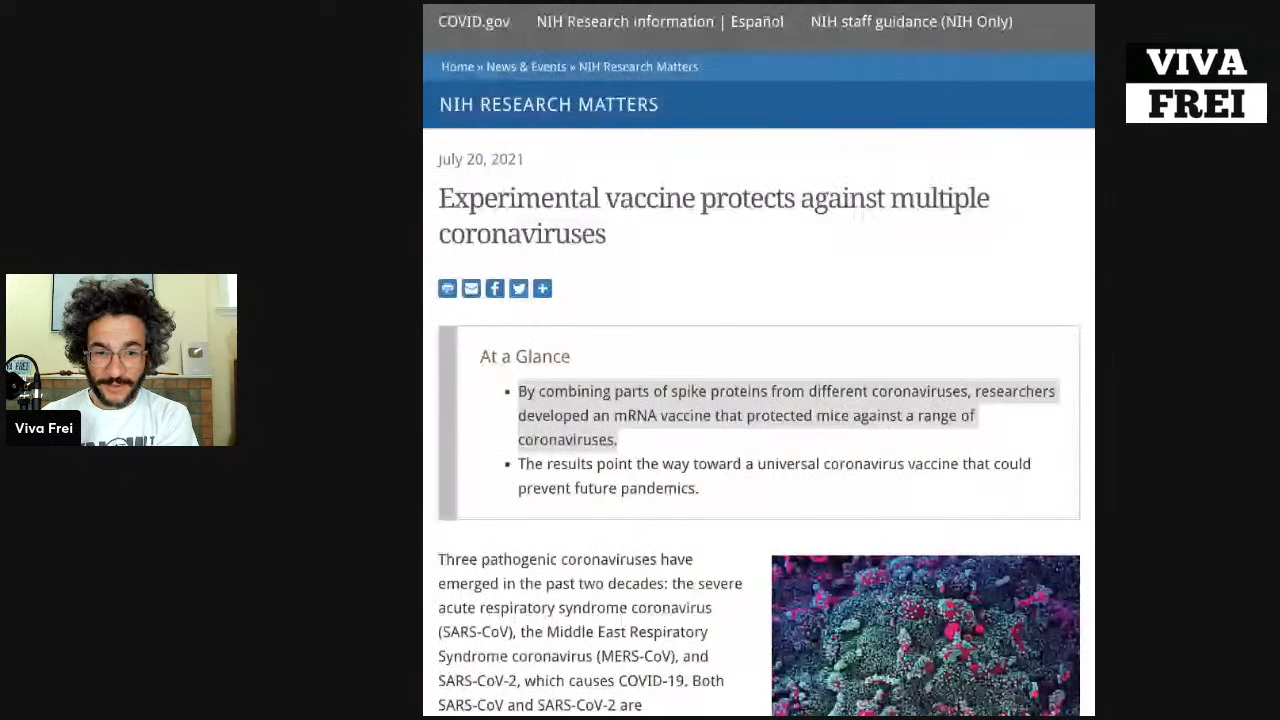 COVID.gov NIH Research information | Español NIH staff guidance (NIH Only)
Home » News & Events » NIH Research Matters
NIH RESEARCH MATTERS
July 20, 2021
Experimental vaccine protects against multiple
coronaviruses
At a Glance
• By combining parts of spike proteins from different coronaviruses, researchers
developed an mRNA vaccine that protected mice against a range of
coronaviruses.
• The results point the way toward a universal coronavirus vaccine that could
prevent future pandemics.
Three pathogenic coronaviruses have
emerged in the past two decades: the severe
acute respiratory syndrome coronavirus
(SARS-CoV), the Middle East Respiratory
Syndrome coronavirus (MERS-CoV), and
SARS-CoV-2, which causes COVID-19. Both
SARS-CoV and SARS-CoV-2 are
VIVA
FREI
Viva Frei